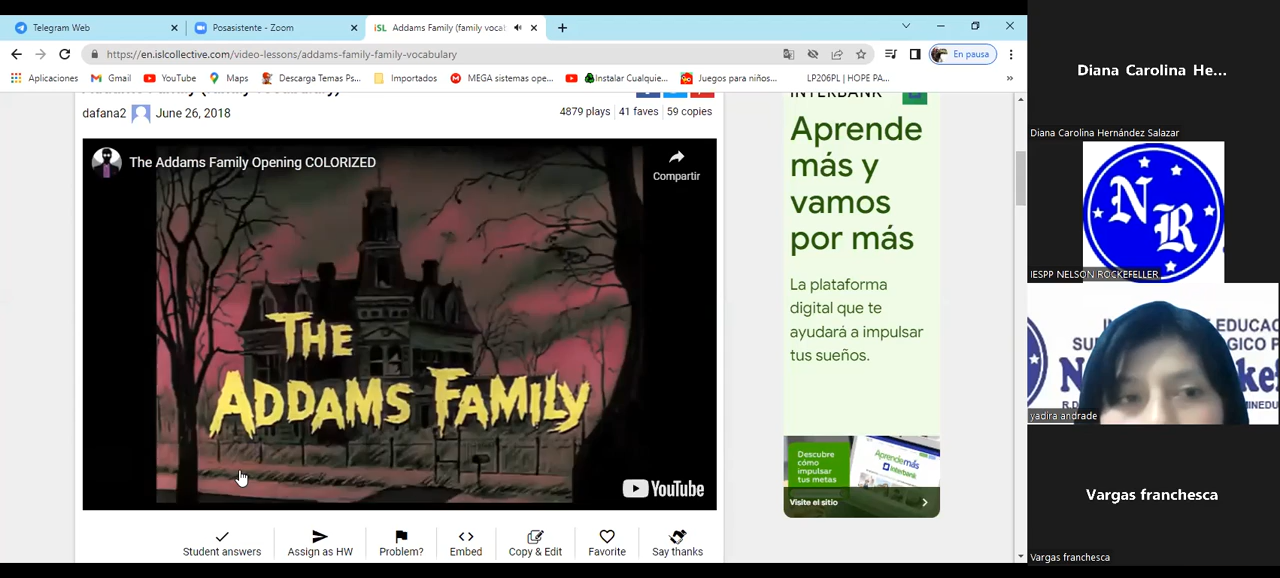 Telegram Web
Posasistente - Zoom
iSL Addams Family (family vocab
https://en.islcollective.com/video-lessons/addams-family-family-vocabulary
En pausa
Aplicaciones
Gmail
YouTube
Maps
Descarga Temas Ps...
Importados
MEGA sistemas ope...
Instalar Cualquie...
Juegos para niños...
LP206PL | HOPE PA...
»
dafana2
June 26, 2018
4879 plays
41 faves
59 copies
The Addams Family Opening COLORIZED
Compartir
THE
ADDAMS FAMILY
YouTube
Student answers
Assign as HW
Problem?
Embed
Copy & Edit
Favorite
Say thanks
INTERBANK
Aprende
más y
vamos
por más
La plataforma
digital que te
ayudará a impulsar
tus sueños.
Descubre
cómo
impulsar
tus metas
Aprendemás
Interbank
Visite el sitio
Diana Carolina He...
Diana Carolina Hernández Salazar
N R
IESPP NELSON ROCKEFELLER
EDUCAC
yadira andrade
Vargas franchesca
Vargas franchesca